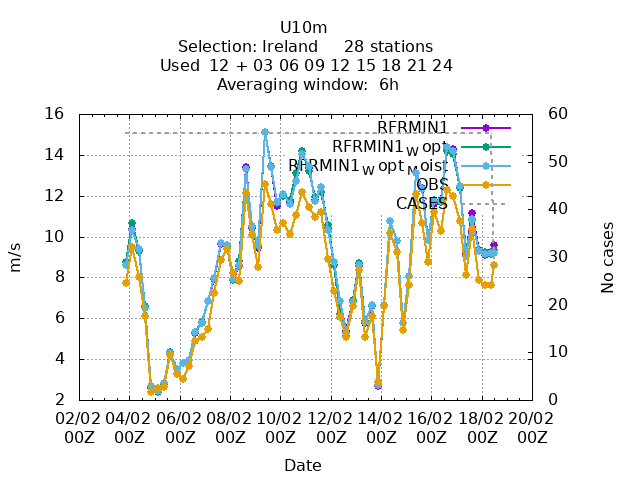 U10m
Selection: Ireland 28 stations
Used 12 + 03 06 09 12 15 18 21 24
Averaging window: 6h
16 60
RFRMIN1
RFRMIN1WOpt
RFRMIN1WoptMoist
OBS
CASES
14
12
10
8
6
4
2
50
40
30
20
10
0
m/s
No cases
02/02 04/02 06/02 08/02 10/02 12/02 14/02 16/02 18/02 20/02
00Z 00Z 00Z 00Z 00Z 00Z 00Z 00Z 00Z 00Z
Date